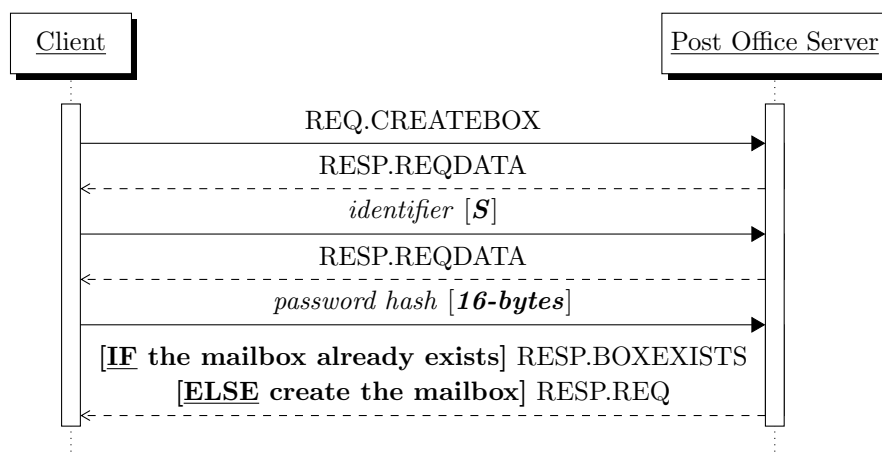 Client
Post Office Server
REQ.CREATEBOX
RESP.REQDATA
identifier [S]
RESP.REQDATA
password hash [16-bytes]
[IF the mailbox already exists] RESP.BOXEXISTS
[ELSE create the mailbox] RESP.REQ